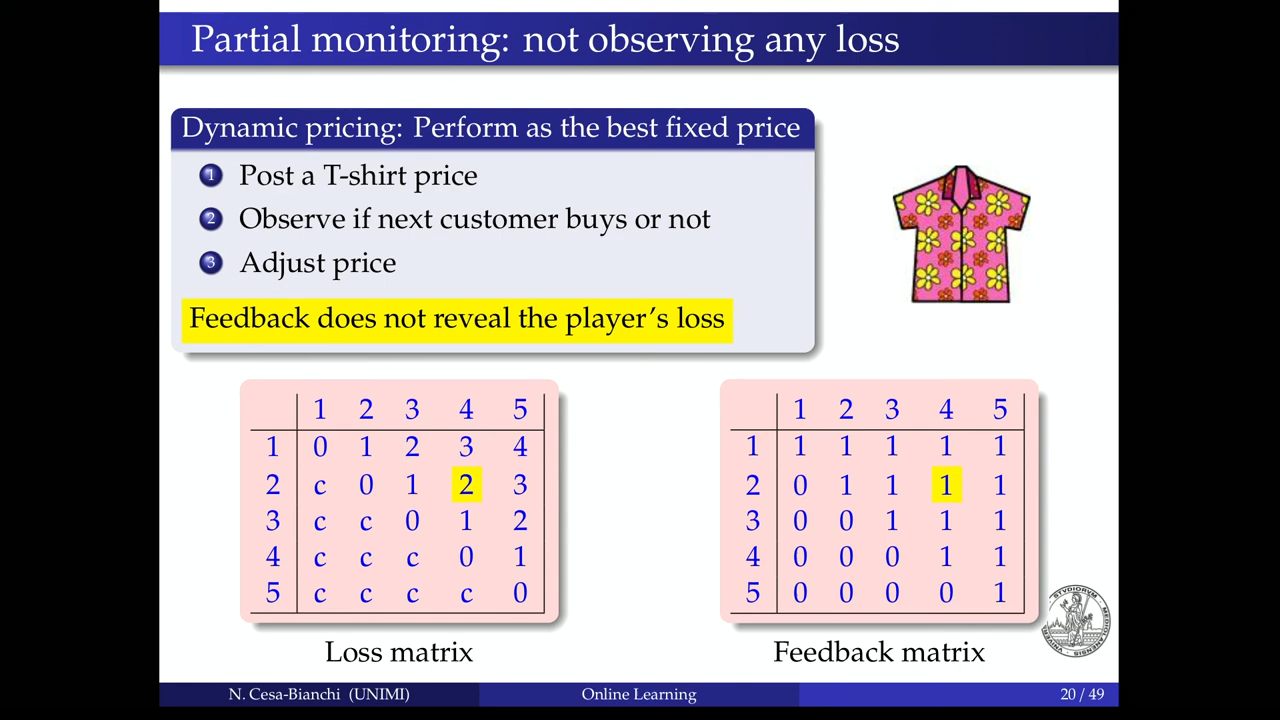 Partial monitoring: not observing any loss
Dynamic pricing: Perform as the best fixed price
1 Post a T-shirt price
2 Observe if next customer buys or not
3 Adjust price
Feedback does not reveal the player's loss
1 2 3 4 5
1 0 1 2 3 4
2 c 0 1 2 3
3 c c 0 1 2
4 c c c 0 1
5 c c c c 0
Loss matrix
1 2 3 4 5
1 1 1 1 1 1
2 0 1 1 1 1
3 0 0 1 1 1
4 0 0 0 1 1
5 0 0 0 0 1
Feedback matrix
N. Cesa-Bianchi (UNIMI)
Online Learning
20 / 49